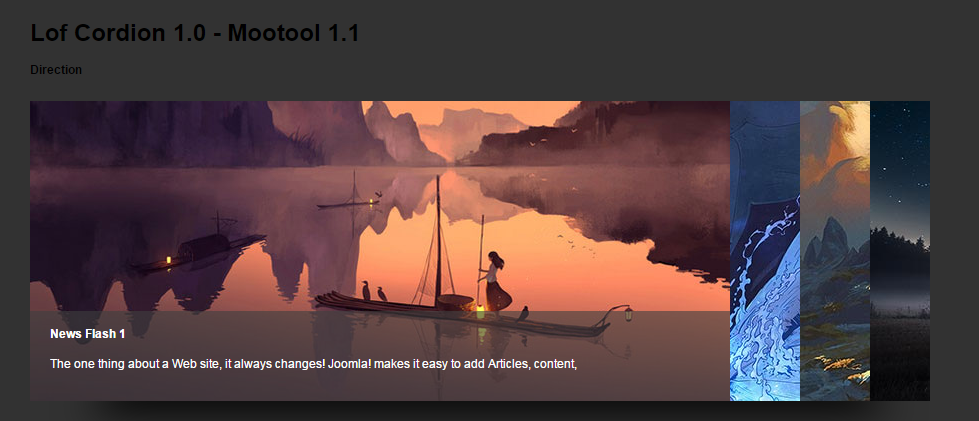 Lof Cordion 1.0 - Mootool 1.1
Direction
News Flash 1
The one thing about a Web site, it always changes! Joomla! makes it easy to add Articles, content,